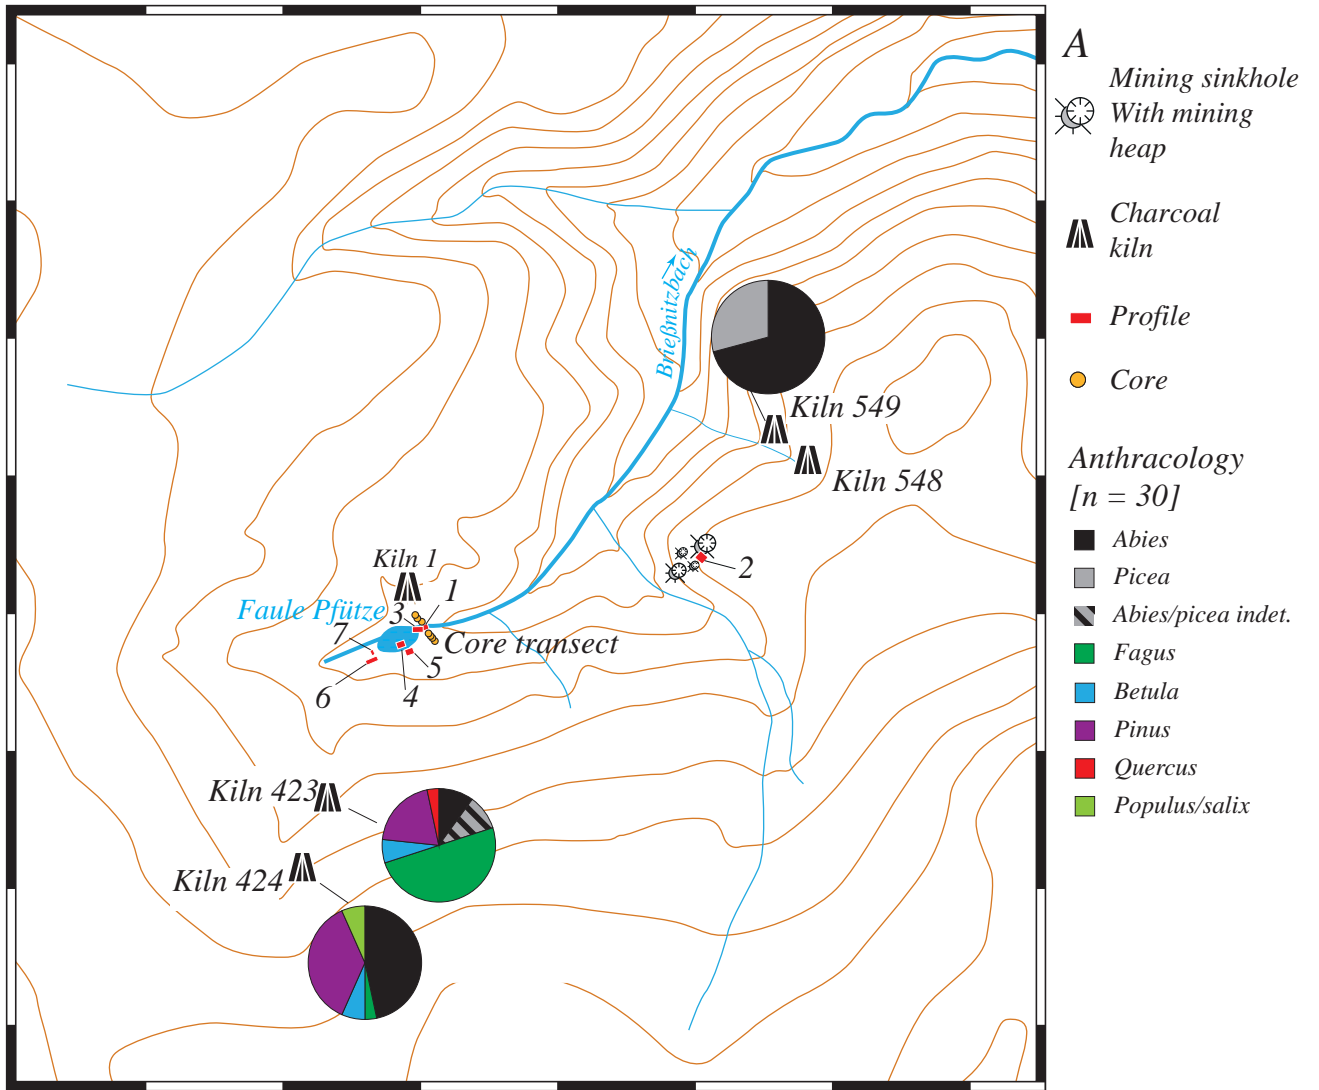 A
Mining sinkhole
With mining
heap
Charcoal
kiln
Profile
Core
Anthracology
[n = 30]
Abies
Picea
Abies/picea indet.
Fagus
Betula
Pinus
Quercus
Populus/salix
Brießnitzbach
Kiln 549
Kiln 548
2
Kiln 1
1
Faule Pfütze
3
7
Core transect
5
6
4
Kiln 423
Kiln 424